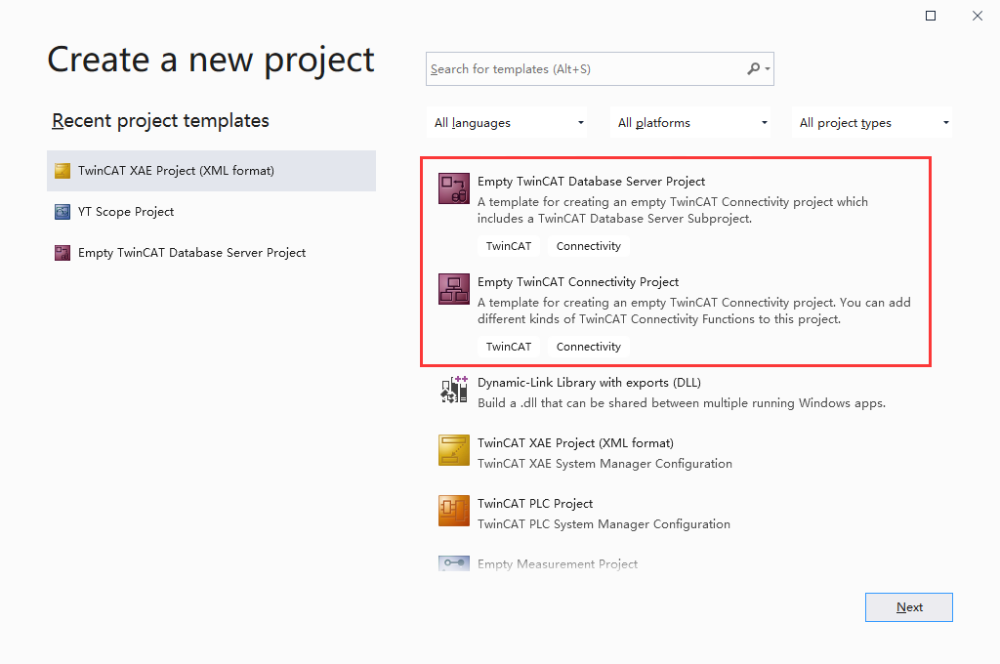 Create a new project
Search for templates (Alt+S)
Recent project templates
All languages
All platforms
All project types
TwinCAT XAE Project (XML format)
YT Scope Project
Empty TwinCAT Database Server Project
Empty TwinCAT Database Server Project
A template for creating an empty TwinCAT Connectivity project which
includes a TwinCAT Database Server Subproject.
TwinCAT
Connectivity
Empty TwinCAT Connectivity Project
A template for creating an empty TwinCAT Connectivity project. You can add
different kinds of TwinCAT Connectivity Functions to this project.
TwinCAT
Connectivity
Dynamic-Link Library with exports (DLL)
Build a .dll that can be shared between multiple running Windows apps.
TwinCAT XAE Project (XML format)
TwinCAT XAE System Manager Configuration
TwinCAT PLC Project
TwinCAT PLC System Manager Configuration
Empty Measurement Project
Next